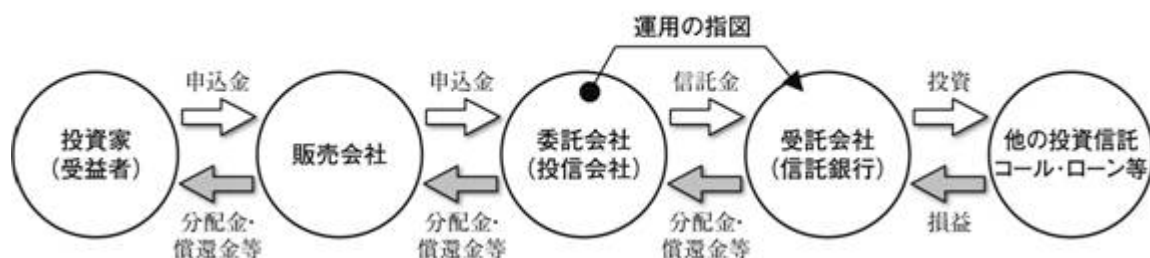 運用の指図
申込金
申込金
信託金
投資
投資家
(受益者)
販売会社
委託会社
(投信会社)
受託会社
(信託銀行)
他の投資信託
コール・ローン等
分配金・
償還金等
分配金・
償還金等
分配金・
償還金等
損益